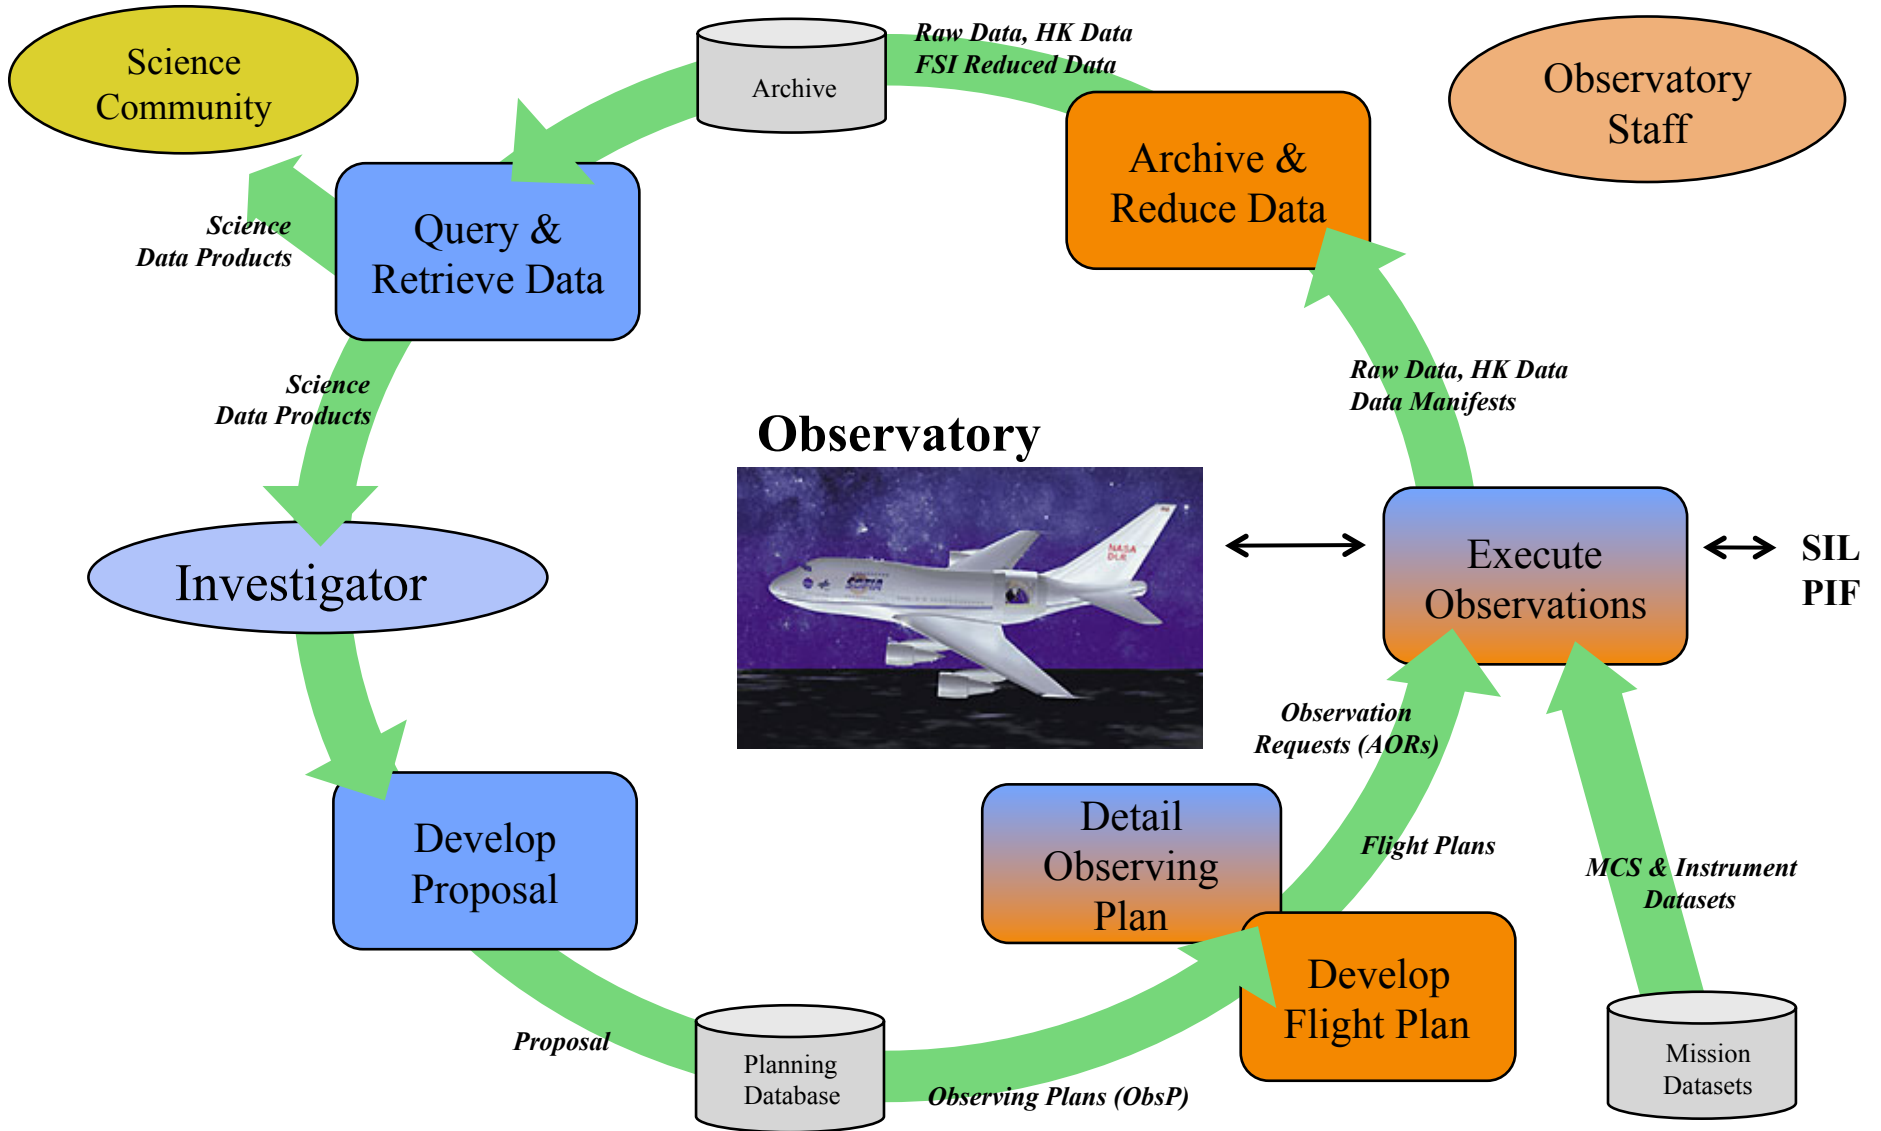 Science
Community
Archive
Raw Data, HK Data
FSI Reduced Data
Observatory
Staff
Archive &
Reduce Data
Query &
Retrieve Data
Science
Data Products
Science
Data Products
Raw Data, HK Data
Data Manifests
Observatory
NASA
DLR
SOFIA
Investigator
Execute
Observations
SIL
PIF
Observation
Requests (AORs)
Detail
Observing
Plan
Flight Plans
MCS & Instrument
Datasets
Develop
Proposal
Develop
Flight Plan
Proposal
Planning
Database
Observing Plans (ObsP)
Mission
Datasets